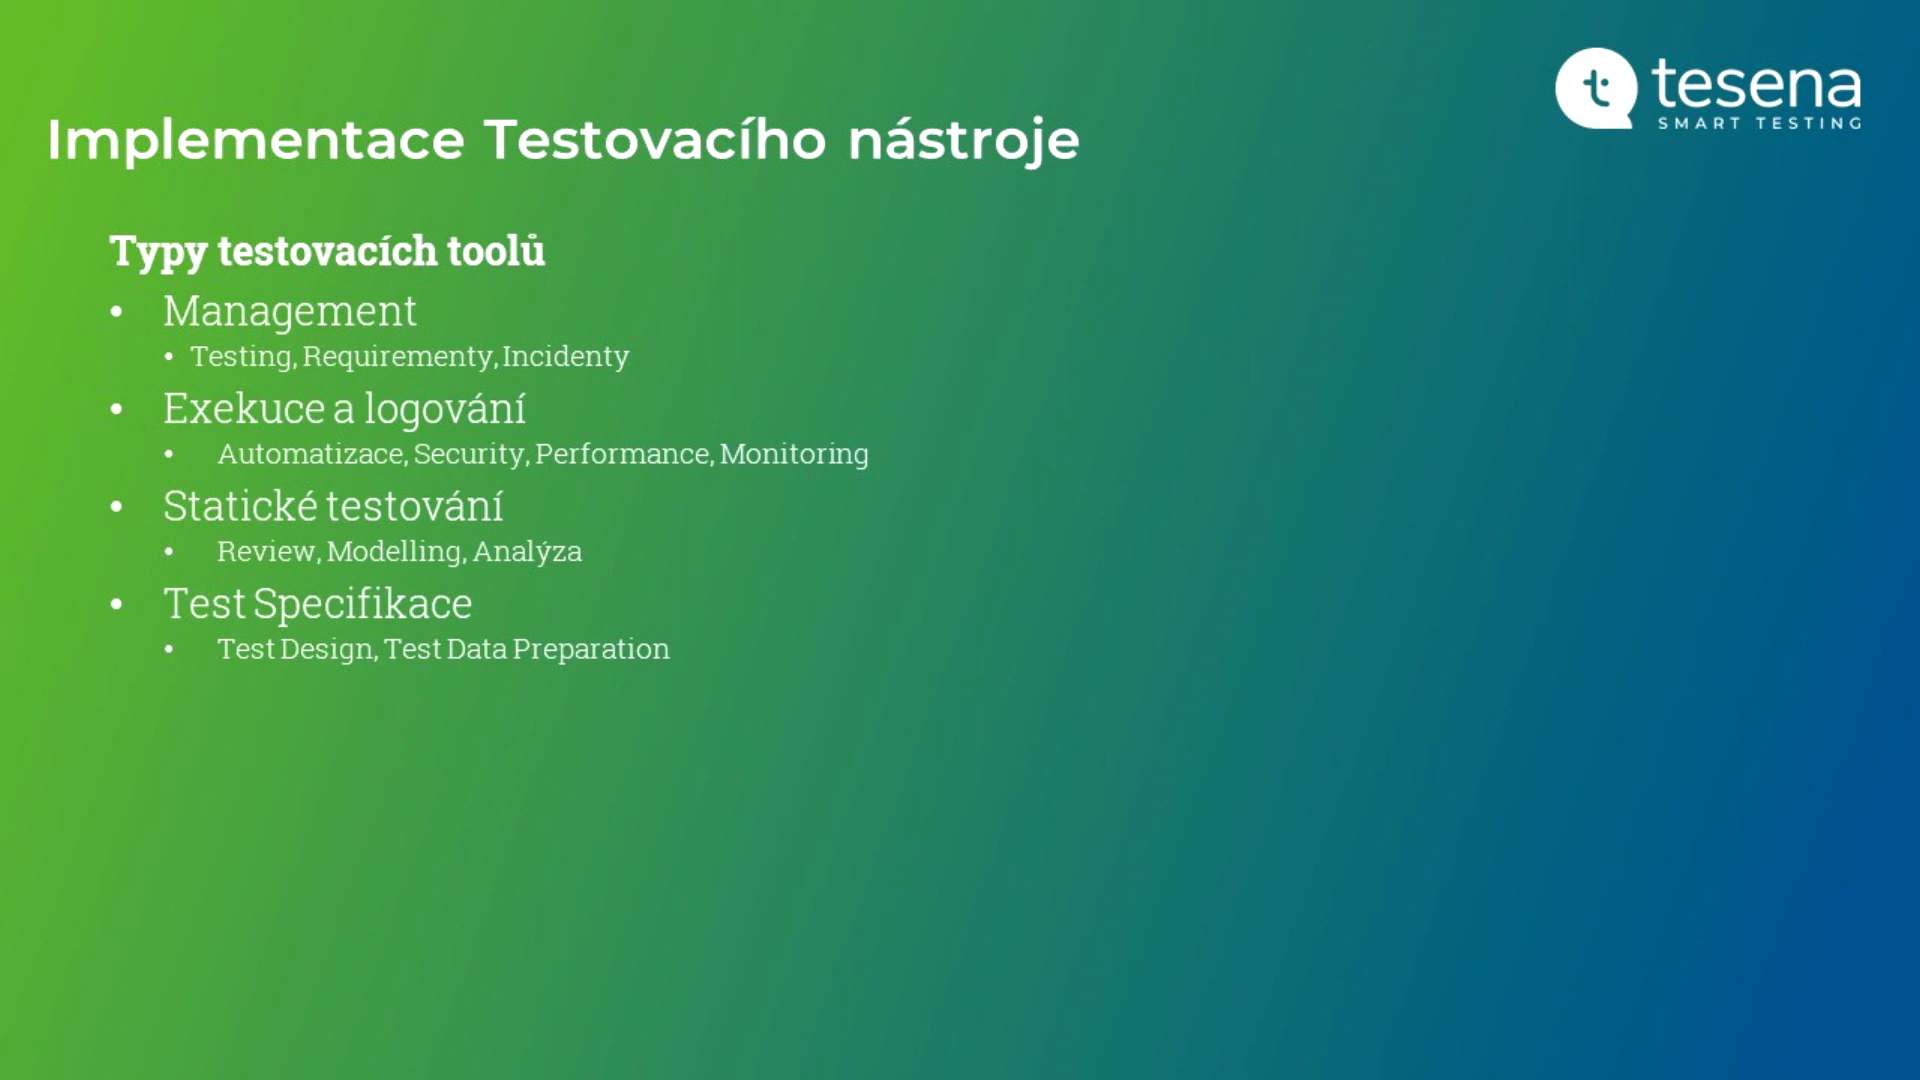 tesena
SMART TESTING
Implementace Testovacího nástroje
Typy testovacích toolů
• Management
• Testing, Requirementy, Incidenty
• Exekuce a logování
• Automatizace, Security, Performance, Monitoring
• Statické testování
• Review, Modelling, Analýza
• Test Specifikace
• Test Design, Test Data Preparation